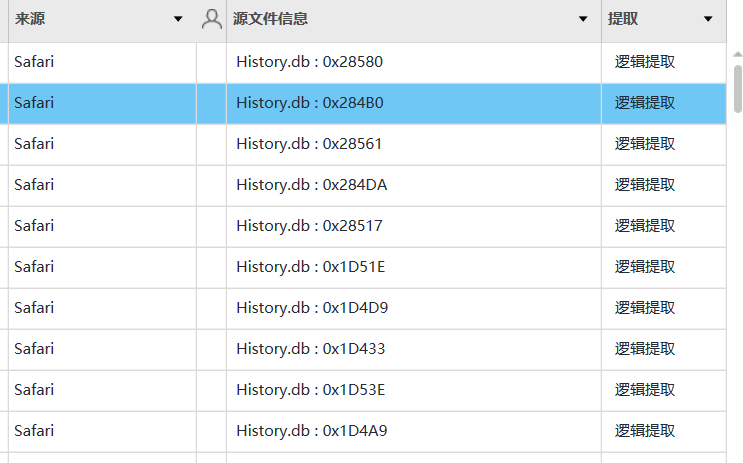 来源 源文件信息 提取
Safari History.db : 0x28580 逻辑提取
Safari History.db : 0x284B0 逻辑提取
Safari History.db : 0x28561 逻辑提取
Safari History.db : 0x284DA 逻辑提取
Safari History.db : 0x28517 逻辑提取
Safari History.db : 0x1D51E 逻辑提取
Safari History.db : 0x1D4D9 逻辑提取
Safari History.db : 0x1D433 逻辑提取
Safari History.db : 0x1D53E 逻辑提取
Safari History.db : 0x1D4A9 逻辑提取